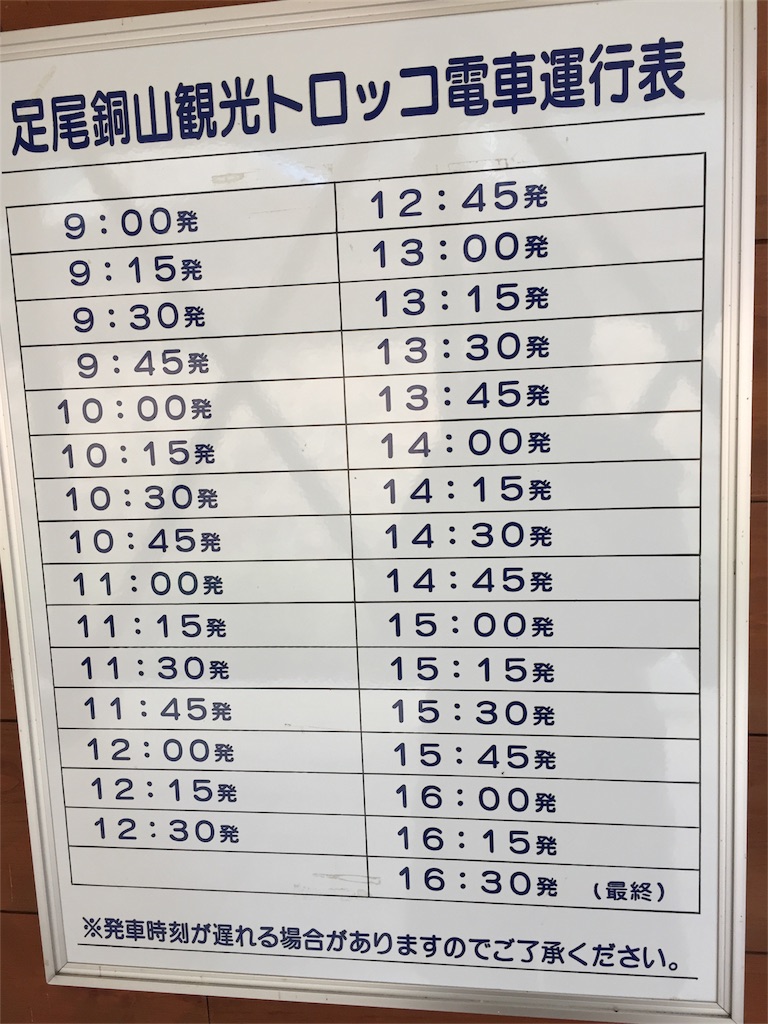 足尾銅山観光トロッコ電車運行表
9：00発
9：15発
9：30発
9：45発
10：00発
10：15発
10：30発
10：45発
11：00発
11：15発
11：30発
11：45発
12：00発
12：15発
12：30発
12：45発
13：00発
13：15発
13：30発
13：45発
14：00発
14：15発
14：30発
14：45発
15：00発
15：15発
15：30発
15：45発
16：00発
16：15発
16：30発 （最終）
※発車時刻が遅れる場合がありますのでご了承ください。